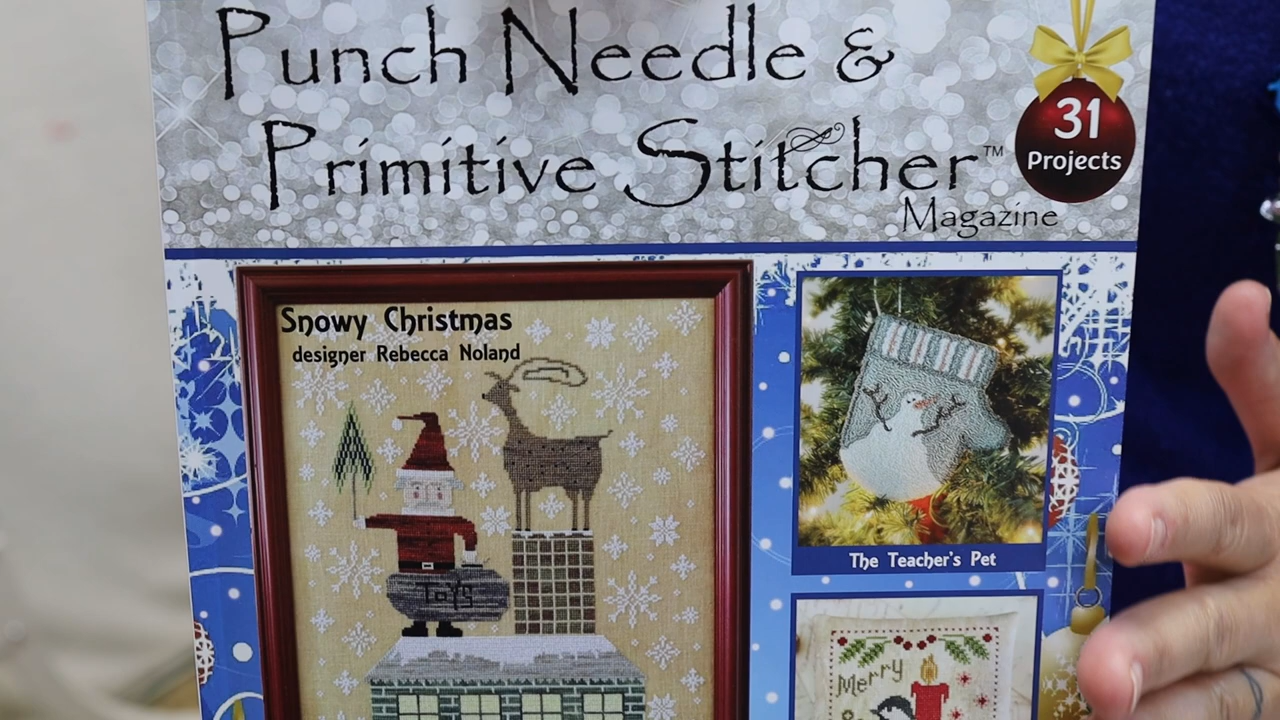 Punch Needle &
Primitive Stitcher™
Magazine
31
Projects
Snowy Christmas
designer Rebecca Noland
Toys
The Teacher's Pet
Merry